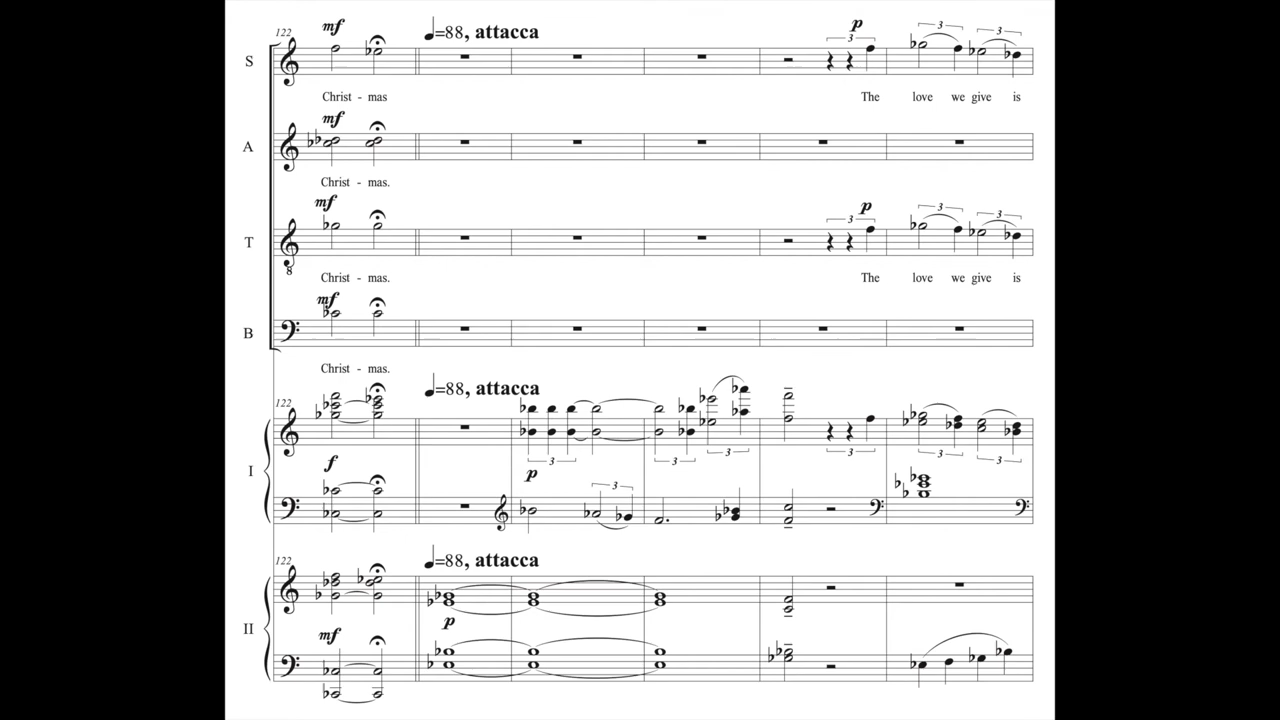 122 mf ♩=88, attacca 3 p 3 3
S
Christ - mas The love we give is
mf
A
Christ - mas.
mf 3 p 3 3
T
8
Christ - mas. The love we give is
mf
B
Christ - mas.
122 ♩=88, attacca
I
f 3 p 3 3 3 3 3
3
122 ♩=88, attacca
II
p
mf